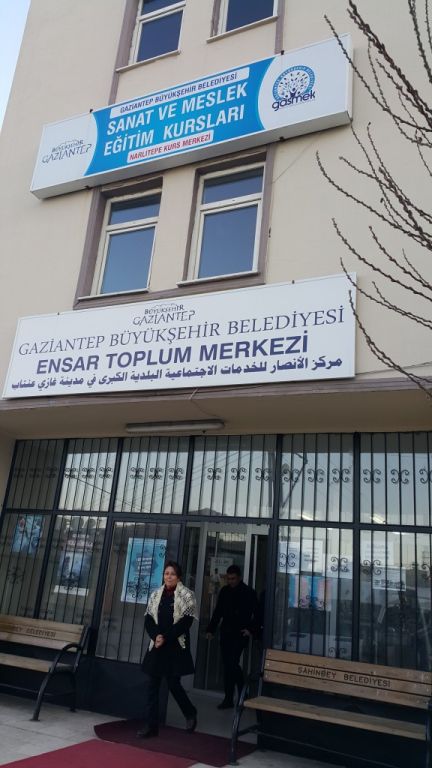 GAZİANTEP BÜYÜKŞEHİR BELEDİYESİ
SANAT VE MESLEK
EĞİTİM KURSLARI
NARLITEPE KURS MERKEZİ
BÜYÜKŞEHİR
GAZİANTEP
gasmek
BÜYÜKŞEHİR
GAZİANTEP
GAZİANTEP BÜYÜKŞEHİR BELEDİYESİ
ENSAR TOPLUM MERKEZİ
مركز الأنصار للخدمات الاجتماعية البلدية الكبرى في مدينة غازي عنتاب
ŞAHİNBEY BELEDİYESİ